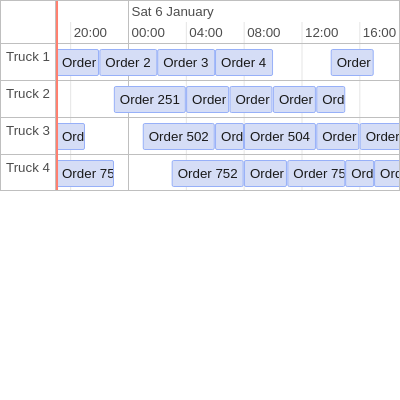 Sat 6 January
20:00 00:00 04:00 08:00 12:00 16:00
Truck 1 Order Order 2 Order 3 Order 4 Order
Truck 2 Order 251 Order Order Order Ord
Truck 3 Ord Order 502 Ord Order 504 Order Order
Truck 4 Order 75 Order 752 Order Order 75 Ord Ord